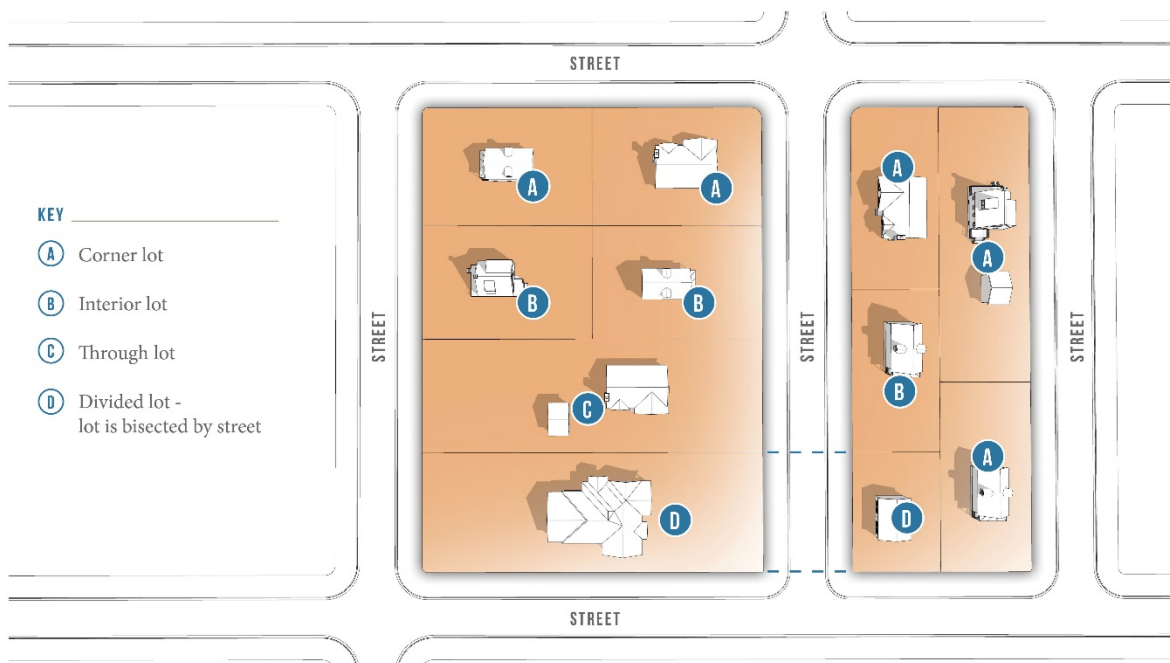 STREET
KEY
A Corner lot
B Interior lot
C Through lot
D Divided lot -
lot is bisected by street
A
A
A
A
B
B
STREET
STREET
STREET
B
C
A
D
D
STREET